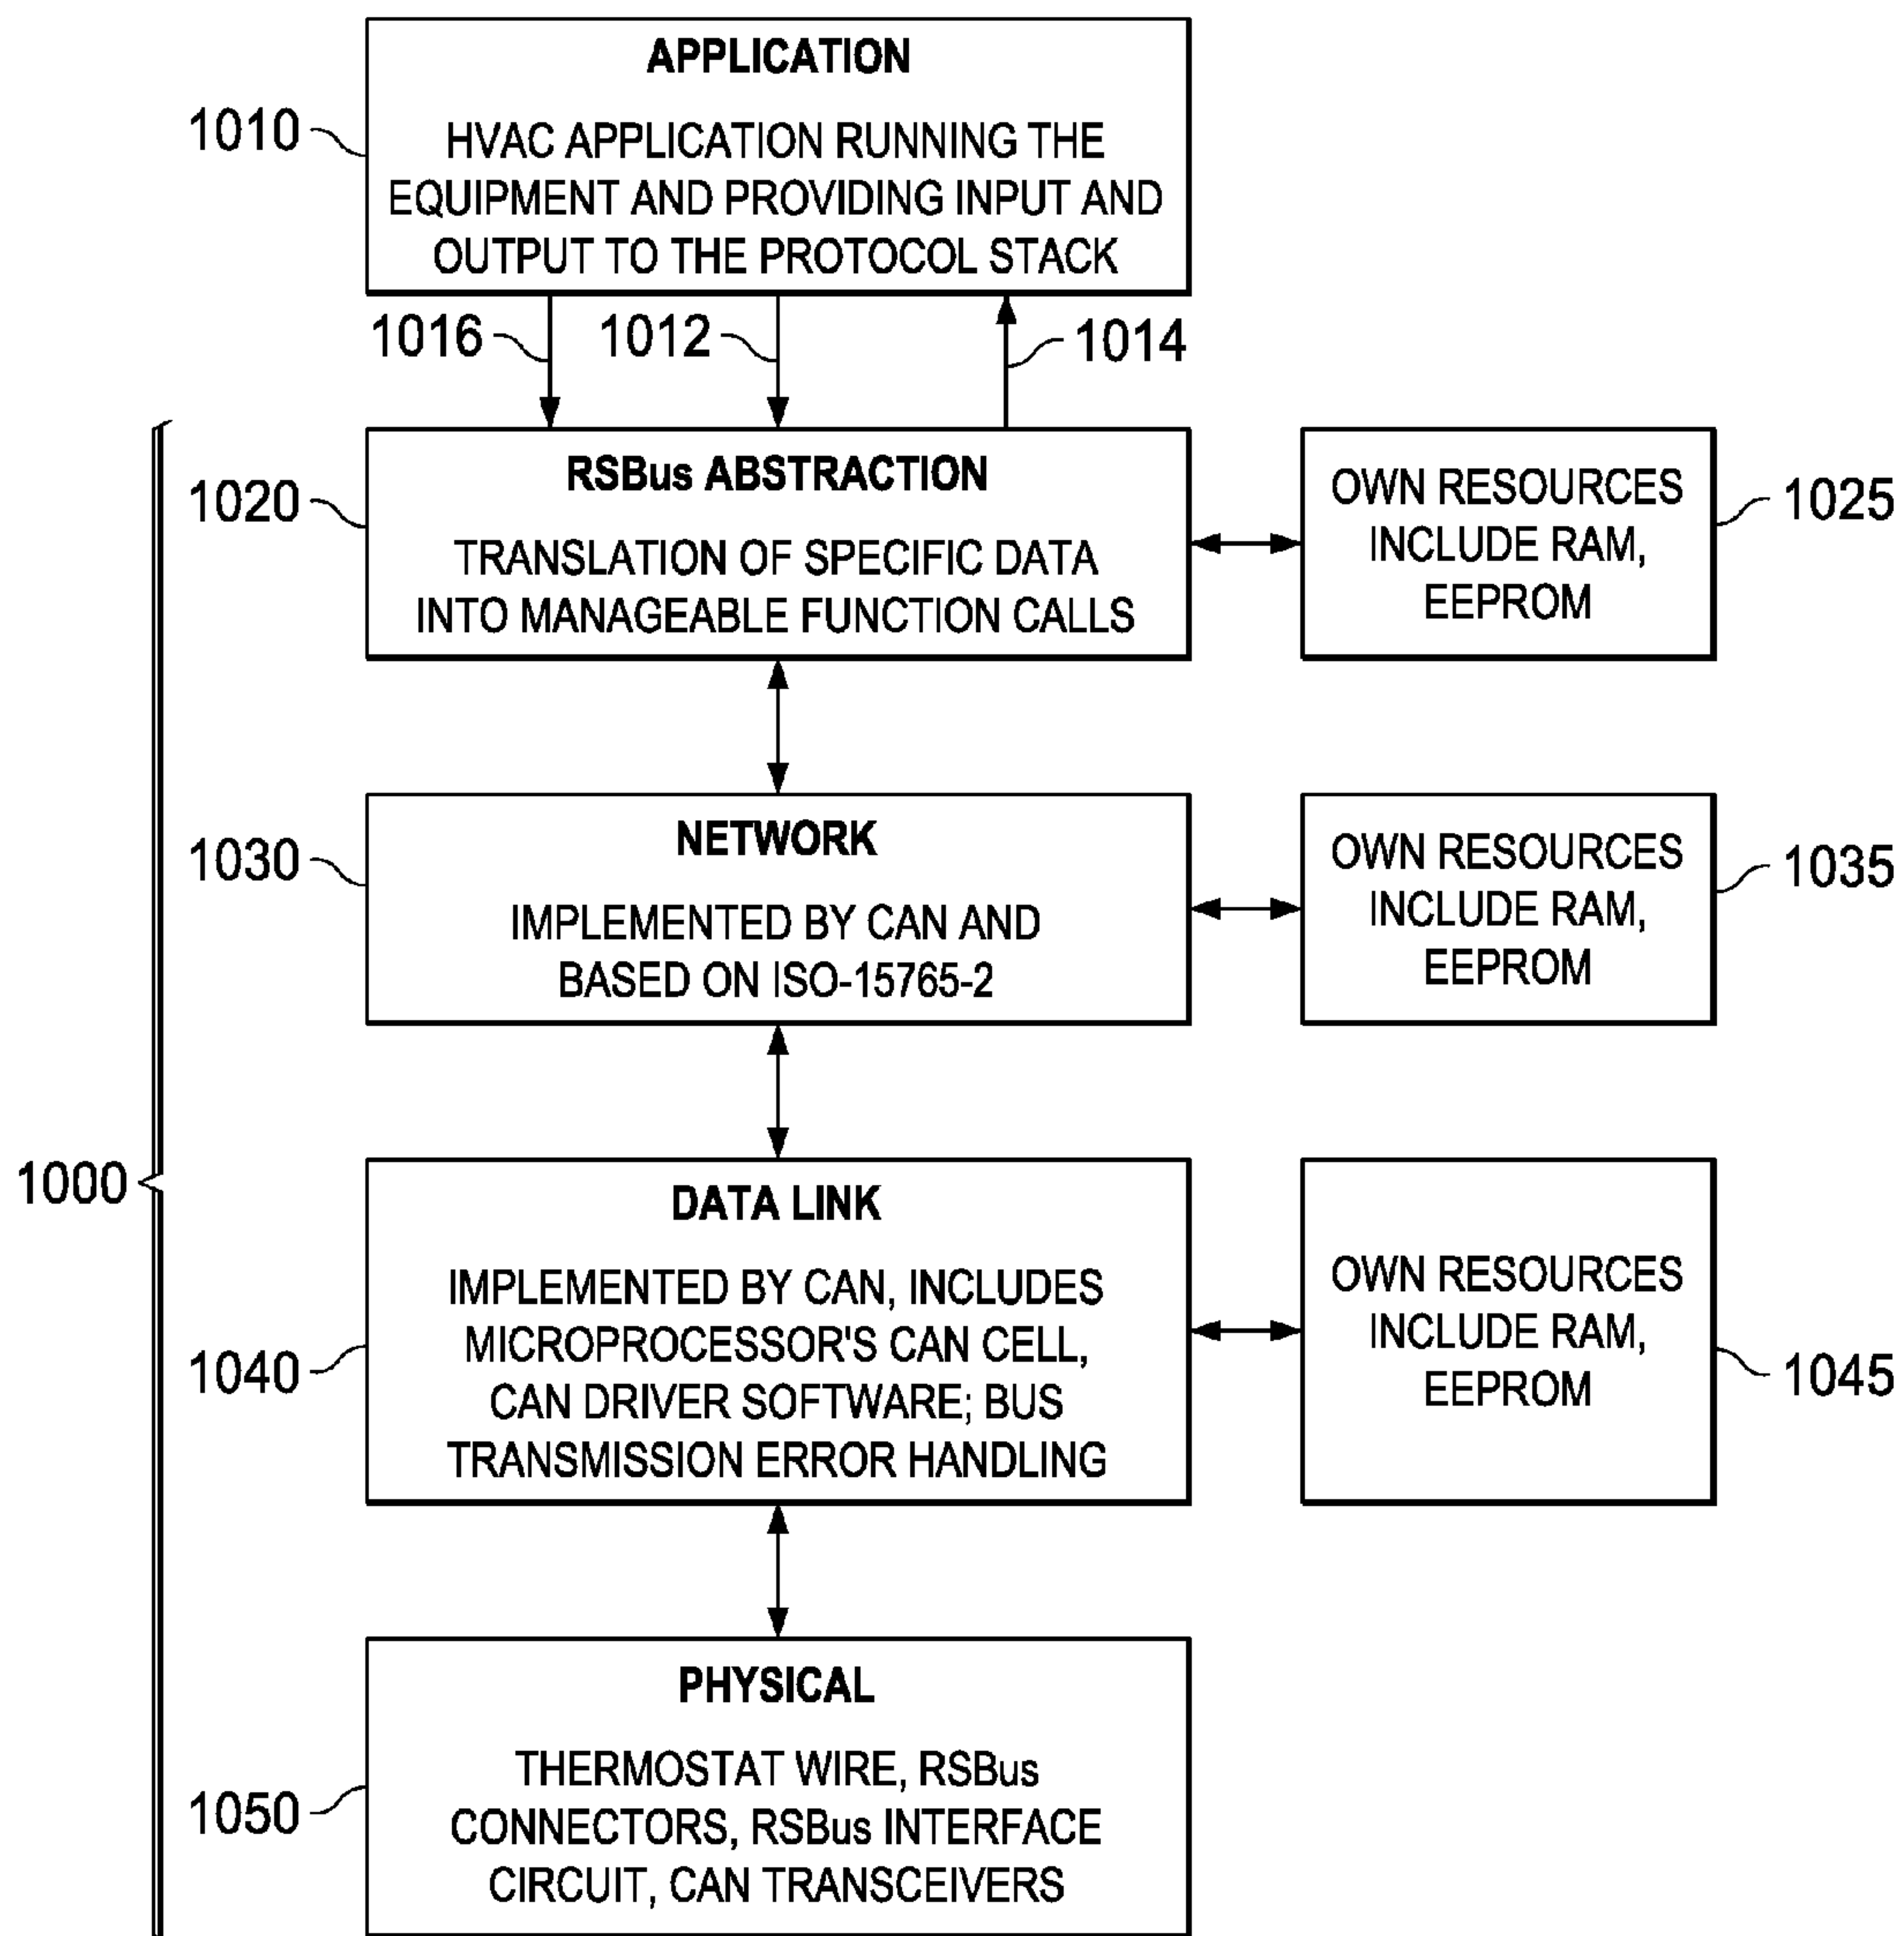 APPLICATION
1010
HVAC APPLICATION RUNNING THE
EQUIPMENT AND PROVIDING INPUT AND
OUTPUT TO THE PROTOCOL STACK
1016
1012
1014
RSBus ABSTRACTION
1020
TRANSLATION OF SPECIFIC DATA
INTO MANAGEABLE FUNCTION CALLS
OWN RESOURCES
INCLUDE RAM,
EEPROM
1025
NETWORK
1030
IMPLEMENTED BY CAN AND
BASED ON ISO-15765-2
OWN RESOURCES
INCLUDE RAM,
EEPROM
1035
1000
DATA LINK
1040
IMPLEMENTED BY CAN, INCLUDES
MICROPROCESSOR'S CAN CELL,
CAN DRIVER SOFTWARE; BUS
TRANSMISSION ERROR HANDLING
OWN RESOURCES
INCLUDE RAM,
EEPROM
1045
PHYSICAL
1050
THERMOSTAT WIRE, RSBus
CONNECTORS, RSBus INTERFACE
CIRCUIT, CAN TRANSCEIVERS